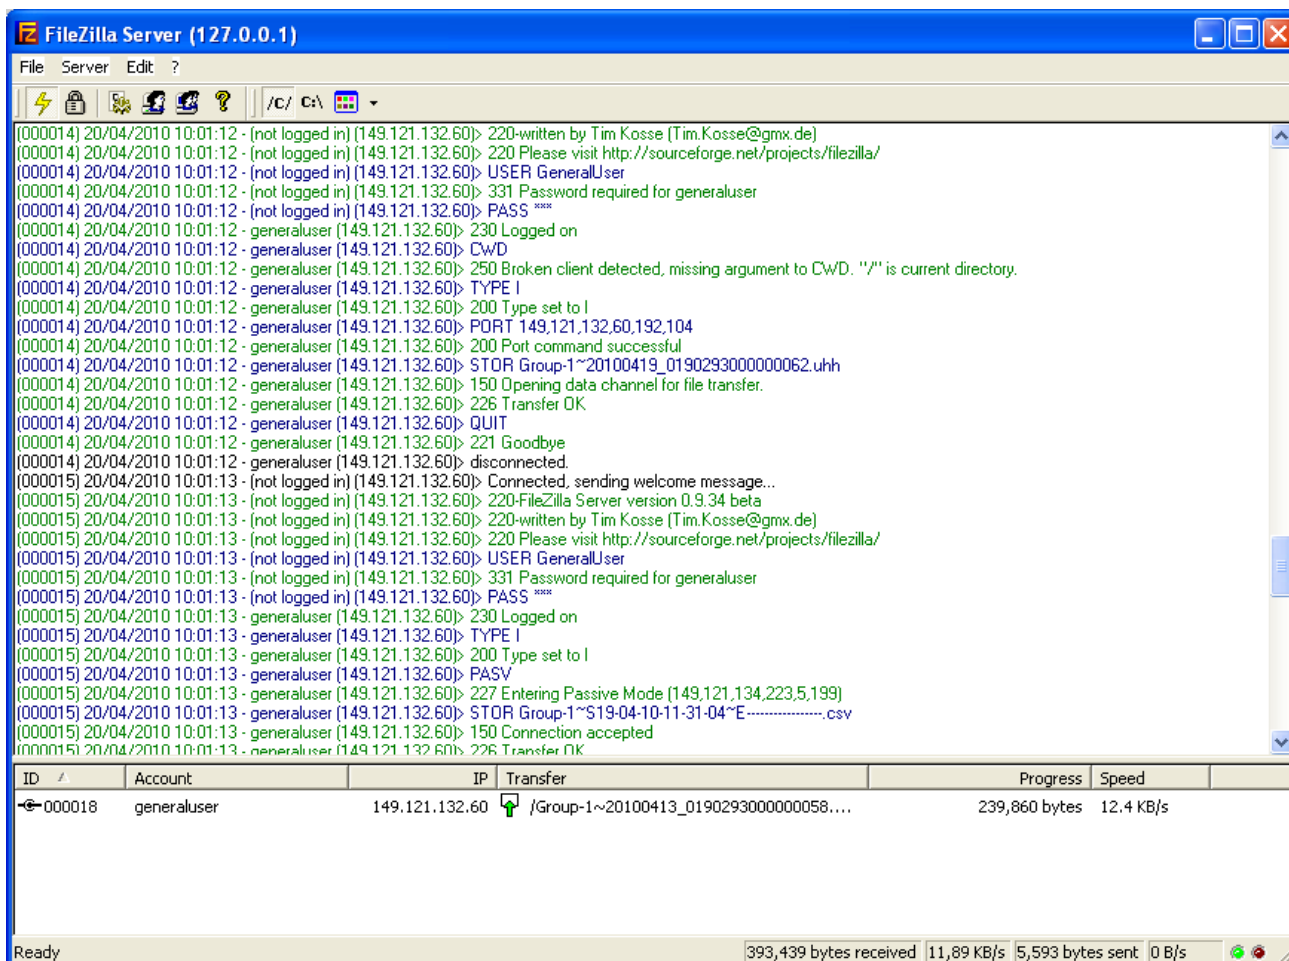 FileZilla Server (127.0.0.1)
File Server Edit ?
/C/ C:\
(000014) 20/04/2010 10:01:12 - (not logged in) (149.121.132.60)> 220-written by Tim Kosse (Tim.Kosse@gmx.de)
(000014) 20/04/2010 10:01:12 - (not logged in) (149.121.132.60)> 220 Please visit http://sourceforge.net/projects/filezilla/
(000014) 20/04/2010 10:01:12 - (not logged in) (149.121.132.60)> USER GeneralUser
(000014) 20/04/2010 10:01:12 - (not logged in) (149.121.132.60)> 331 Password required for generaluser
(000014) 20/04/2010 10:01:12 - (not logged in) (149.121.132.60)> PASS ***
(000014) 20/04/2010 10:01:12 - generaluser (149.121.132.60)> 230 Logged on
(000014) 20/04/2010 10:01:12 - generaluser (149.121.132.60)> CWD
(000014) 20/04/2010 10:01:12 - generaluser (149.121.132.60)> 250 Broken client detected, missing argument to CWD. "/" is current directory.
(000014) 20/04/2010 10:01:12 - generaluser (149.121.132.60)> TYPE I
(000014) 20/04/2010 10:01:12 - generaluser (149.121.132.60)> 200 Type set to I
(000014) 20/04/2010 10:01:12 - generaluser (149.121.132.60)> PORT 149,121,132,60,192,104
(000014) 20/04/2010 10:01:12 - generaluser (149.121.132.60)> 200 Port command successful
(000014) 20/04/2010 10:01:12 - generaluser (149.121.132.60)> STOR Group-1~20100419_0190293000000062.uhh
(000014) 20/04/2010 10:01:12 - generaluser (149.121.132.60)> 150 Opening data channel for file transfer.
(000014) 20/04/2010 10:01:12 - generaluser (149.121.132.60)> 226 Transfer OK
(000014) 20/04/2010 10:01:12 - generaluser (149.121.132.60)> QUIT
(000014) 20/04/2010 10:01:12 - generaluser (149.121.132.60)> 221 Goodbye
(000014) 20/04/2010 10:01:12 - generaluser (149.121.132.60)> disconnected.
(000015) 20/04/2010 10:01:13 - (not logged in) (149.121.132.60)> Connected, sending welcome message...
(000015) 20/04/2010 10:01:13 - (not logged in) (149.121.132.60)> 220-FileZilla Server version 0.9.34 beta
(000015) 20/04/2010 10:01:13 - (not logged in) (149.121.132.60)> 220-written by Tim Kosse (Tim.Kosse@gmx.de)
(000015) 20/04/2010 10:01:13 - (not logged in) (149.121.132.60)> 220 Please visit http://sourceforge.net/projects/filezilla/
(000015) 20/04/2010 10:01:13 - (not logged in) (149.121.132.60)> USER GeneralUser
(000015) 20/04/2010 10:01:13 - (not logged in) (149.121.132.60)> 331 Password required for generaluser
(000015) 20/04/2010 10:01:13 - (not logged in) (149.121.132.60)> PASS ***
(000015) 20/04/2010 10:01:13 - generaluser (149.121.132.60)> 230 Logged on
(000015) 20/04/2010 10:01:13 - generaluser (149.121.132.60)> TYPE I
(000015) 20/04/2010 10:01:13 - generaluser (149.121.132.60)> 200 Type set to I
(000015) 20/04/2010 10:01:13 - generaluser (149.121.132.60)> PASV
(000015) 20/04/2010 10:01:13 - generaluser (149.121.132.60)> 227 Entering Passive Mode (149,121,134,223,5,199)
(000015) 20/04/2010 10:01:13 - generaluser (149.121.132.60)> STOR Group-1~S19-04-10-11-31-04~E-----------------.csv
(000015) 20/04/2010 10:01:13 - generaluser (149.121.132.60)> 150 Connection accepted
(000015) 20/04/2010 10:01:13 - generaluser (149.121.132.60)> 226 Transfer OK
ID Account IP Transfer Progress Speed
000018 generaluser 149.121.132.60 /Group-1~20100413_0190293000000058.... 239,860 bytes 12.4 KB/s
Ready 393,439 bytes received 11,89 KB/s 5,593 bytes sent 0 B/s